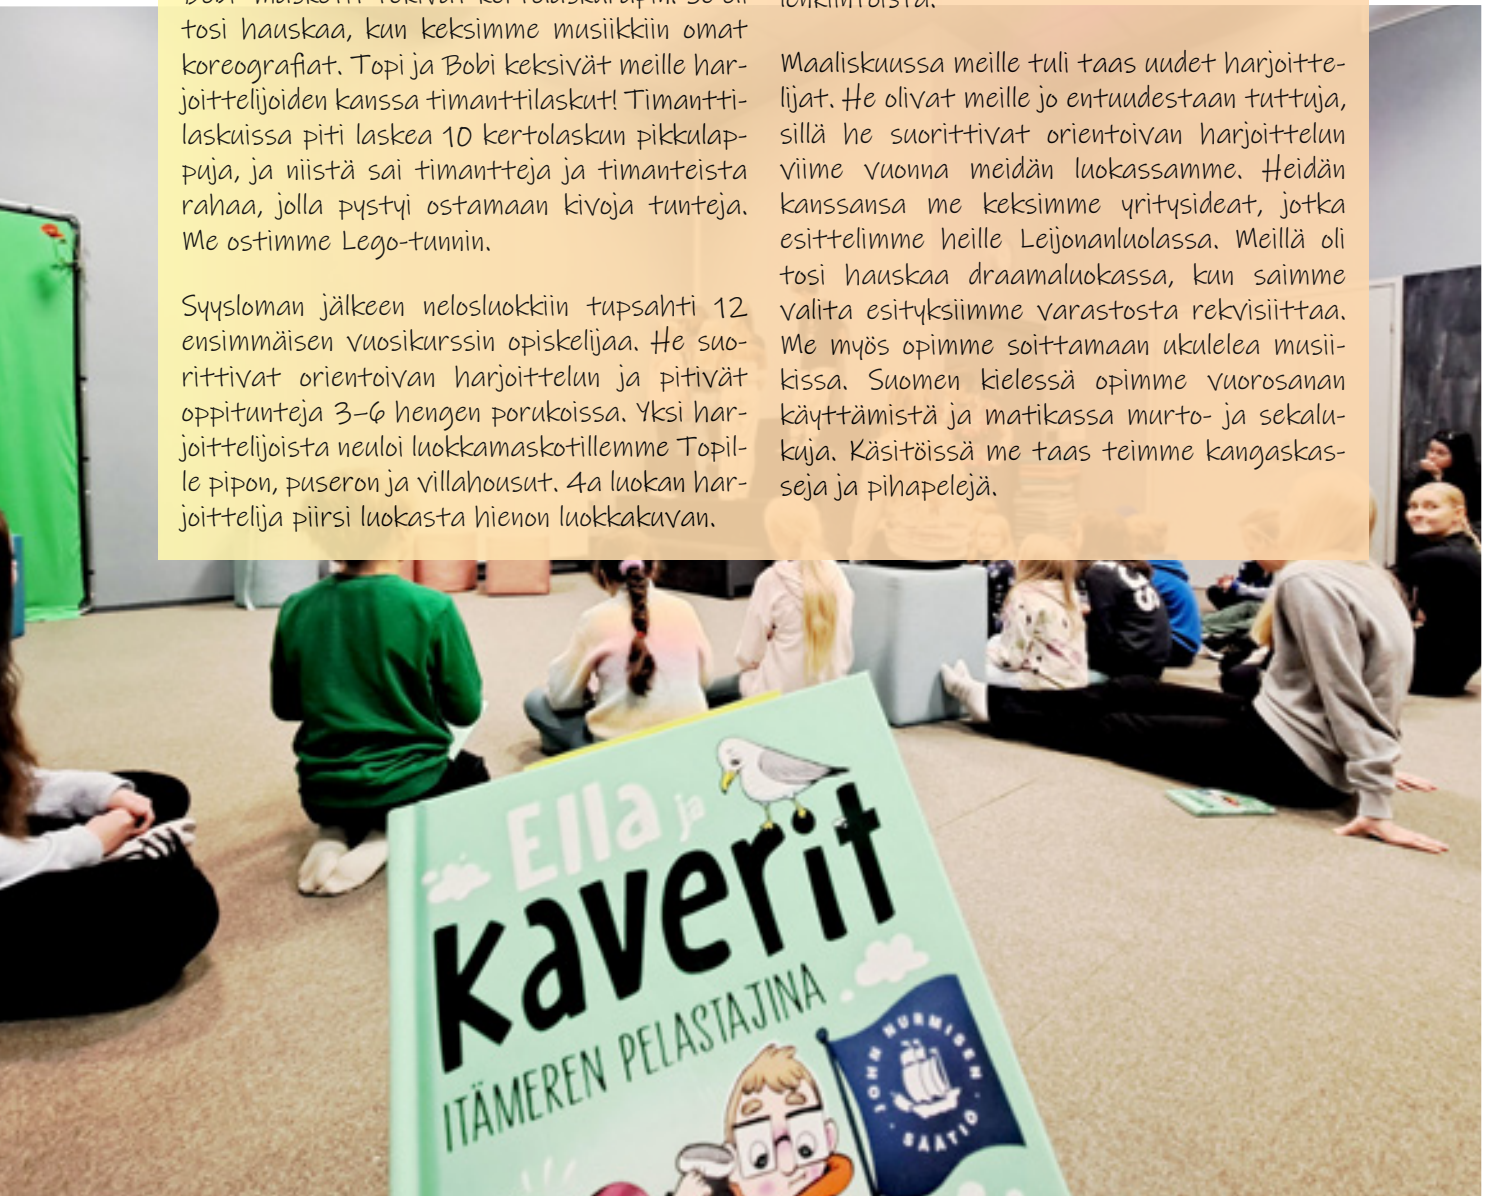 tosi hauskaa, kun keksimme musiikkiin omat
koreografiat. Topi ja Bobi keksivät meille har-
joittelijoiden kanssa timanttilaskut! Timantti-
laskuissa piti laskea 10 kertolaskun pikkulap-
puja, ja niistä sai timantteja ja timanteista
rahaa, jolla pystyi ostamaan kivoja tunteja.
Me ostimme Lego-tunnin.
Syysloman jälkeen nelosluokkiin tupsahti 12
ensimmäisen vuosikurssin opiskelijaa. He suo-
rittivat orientoivan harjoittelun ja pitivät
oppitunteja 3–6 hengen porukoissa. Yksi har-
joittelijoista neuloi luokkamaskotillemme Topil-
le pipon, puseron ja villahousut. 4a luokan har-
joittelija piirsi luokasta hienon luokkakuvan.
Maaliskuussa meille tuli taas uudet harjoitte-
lijat. He olivat meille jo entuudestaan tuttuja,
sillä he suorittivat orientoivan harjoittelun
viime vuonna meidän luokassamme. Heidän
kanssansa me keksimme yritysideat, jotka
esittelimme heille Leijonanluolassa. Meillä oli
tosi hauskaa draamaluokassa, kun saimme
valita esityksiimme varastosta rekvisiittaa.
Me myös opimme soittamaan ukulelea musii-
kissa. Suomen kielessä opimme vuorosanan
käyttämistä ja matikassa murto- ja sekalu-
kuja. Käsitöissä me taas teimme kangaskas-
seja ja pihapelejä.
Ella ja
kaverit
ITÄMEREN PELASTAJINA
JOHN NURMISEN
SÄÄTIÖ